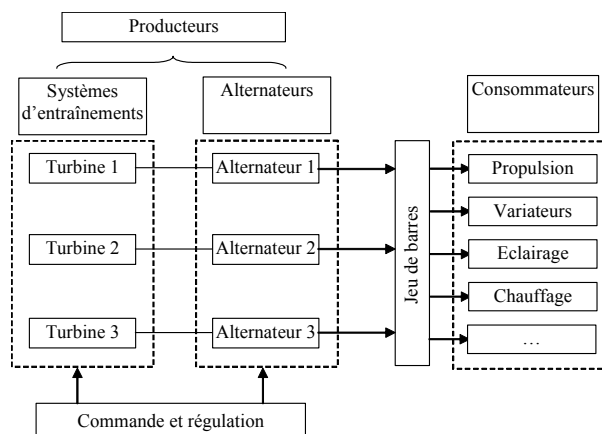 Producteurs
Systèmes
d'entraînements
Alternateurs
Consommateurs
Turbine 1
Alternateur 1
Turbine 2
Alternateur 2
Turbine 3
Alternateur 3
Jeu de barres
Propulsion
Variateurs
Eclairage
Chauffage
…
Commande et régulation